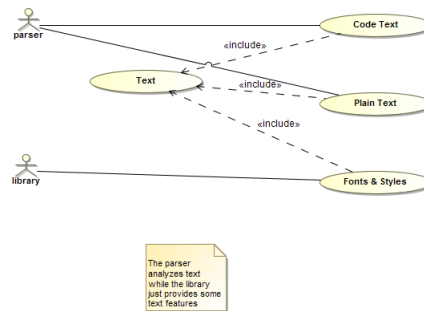 parser
Code Text
«include»
Text
«include»
Plain Text
«include»
library
Fonts & Styles
The parser
analyzes text
while the library
just provides some
text features